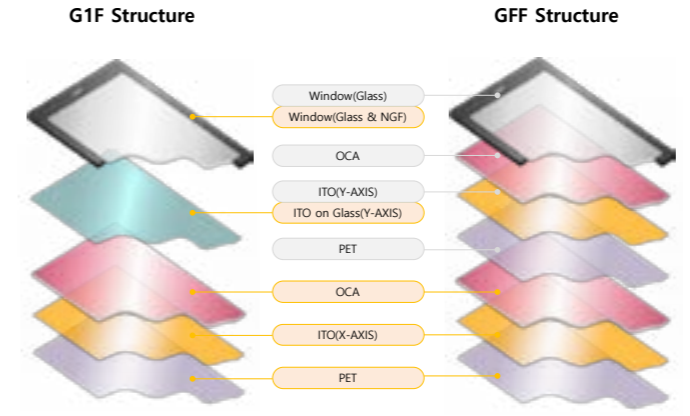 G1F Structure
GFF Structure
Window(Glass)
Window(Glass & NGF)
OCA
ITO(Y-AXIS)
ITO on Glass(Y-AXIS)
PET
OCA
ITO(X-AXIS)
PET